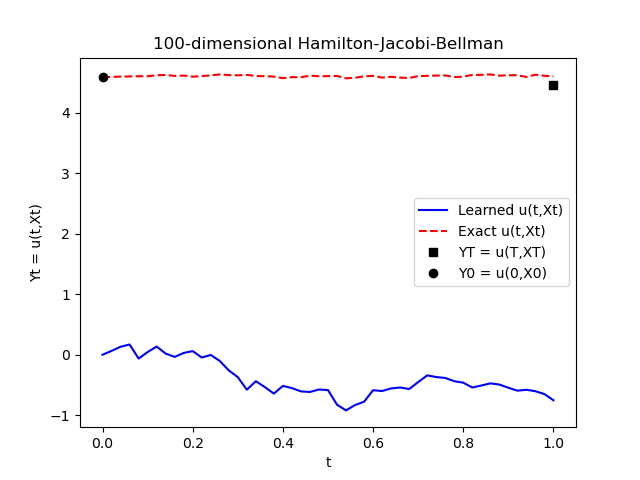 100-dimensional Hamilton-Jacobi-Bellman
Yt = u(t,Xt)
4
3
2
1
0
−1
Learned u(t,Xt)
Exact u(t,Xt)
YT = u(T,XT)
Y0 = u(0,X0)
0.0 0.2 0.4 0.6 0.8 1.0
t